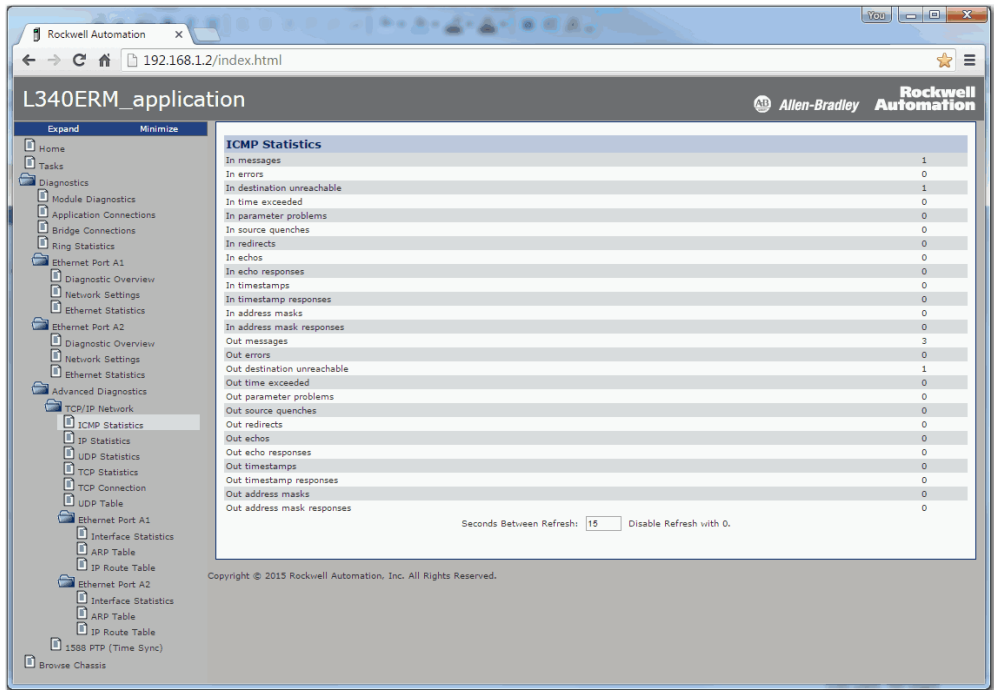 You
Rockwell Automation
192.168.1.2/index.html
L340ERM_application
AB Allen-Bradley
Rockwell
Automation
Expand Minimize
Home
Tasks
Diagnostics
Module Diagnostics
Application Connections
Bridge Connections
Ring Statistics
Ethernet Port A1
Diagnostic Overview
Network Settings
Ethernet Statistics
Ethernet Port A2
Diagnostic Overview
Network Settings
Ethernet Statistics
Advanced Diagnostics
TCP/IP Network
ICMP Statistics
IP Statistics
UDP Statistics
TCP Statistics
TCP Connection
UDP Table
Ethernet Port A1
Interface Statistics
ARP Table
IP Route Table
Ethernet Port A2
Interface Statistics
ARP Table
IP Route Table
1588 PTP (Time Sync)
Browse Chassis
ICMP Statistics
In messages 1
In errors 0
In destination unreachable 1
In time exceeded 0
In parameter problems 0
In source quenches 0
In redirects 0
In echos 0
In echo responses 0
In timestamps 0
In timestamp responses 0
In address masks 0
In address mask responses 0
Out messages 3
Out errors 0
Out destination unreachable 1
Out time exceeded 0
Out parameter problems 0
Out source quenches 0
Out redirects 0
Out echos 0
Out echo responses 0
Out timestamps 0
Out timestamp responses 0
Out address masks 0
Out address mask responses 0
Seconds Between Refresh: 15 Disable Refresh with 0.
Copyright © 2015 Rockwell Automation, Inc. All Rights Reserved.